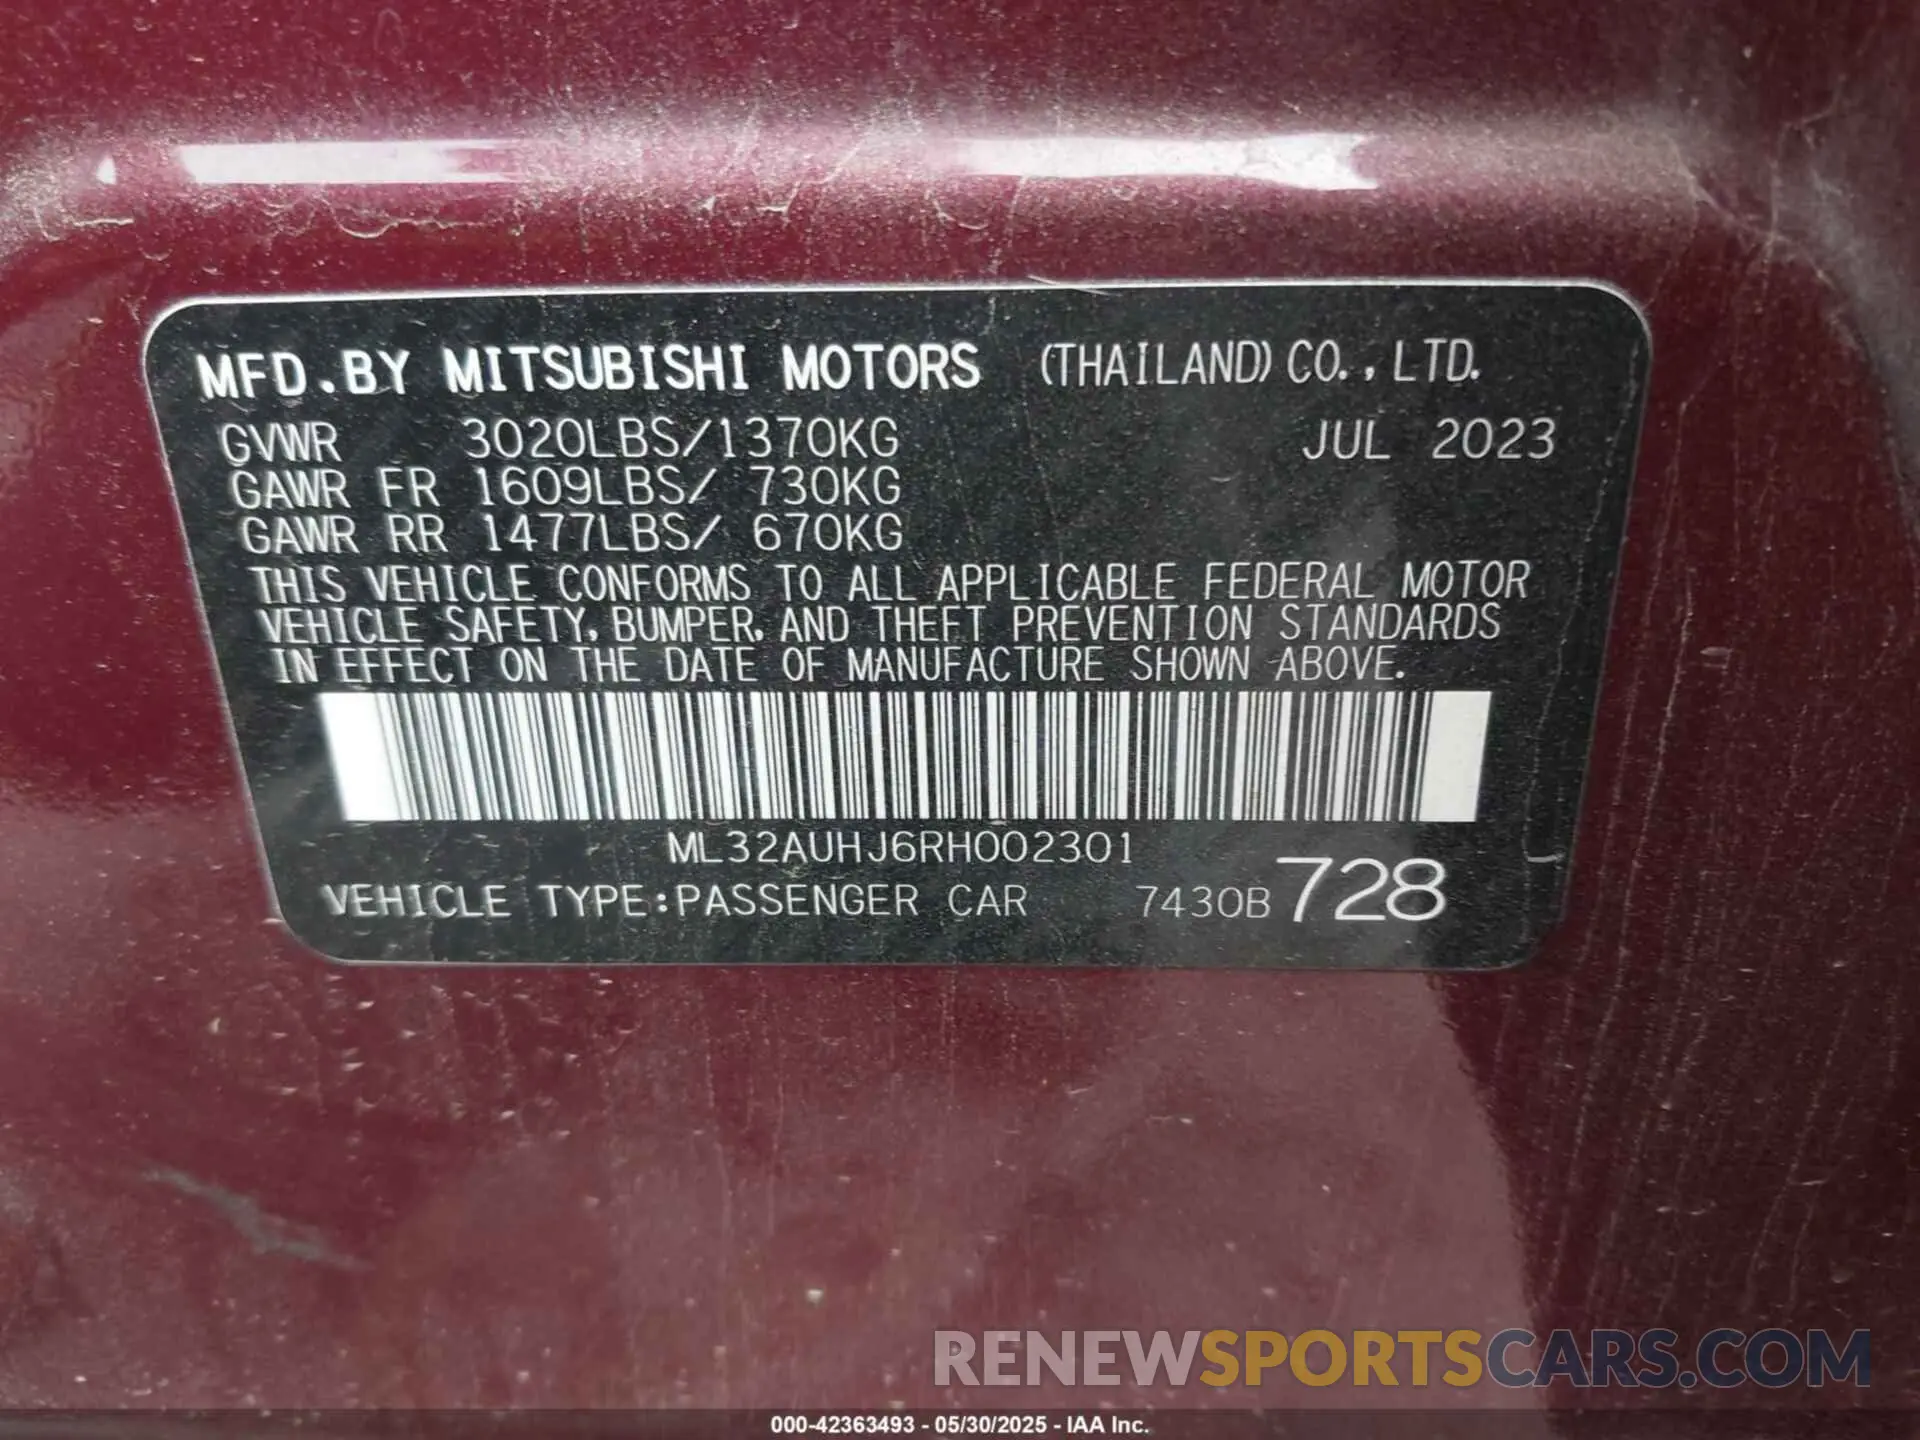 MFD.BY MITSUBISHI MOTORS (THAILAND) CO.,LTD.
GVWR 3020LBS/1370KG JUL 2023
GAWR FR 1609LBS/ 730KG
GAWR RR 1477LBS/ 670KG
THIS VEHICLE CONFORMS TO ALL APPLICABLE FEDERAL MOTOR
VEHICLE SAFETY, BUMPER, AND THEFT PREVENTION STANDARDS
IN EFFECT ON THE DATE OF MANUFACTURE SHOWN ABOVE.
ML32AUHJ6RH002301
VEHICLE TYPE:PASSENGER CAR 7430B 728
RENEWSPORTSCARS.COM
000-42363493 - 05/30/2025 - IAA Inc.